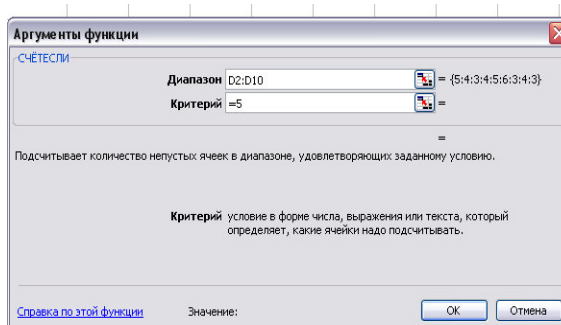 Аргументы функции
СЧЁТЕСЛИ
Диапазон D2:D10 = {5:4:3:4:5:6:3:4:3}
Критерий =5 =
=
Подсчитывает количество непустых ячеек в диапазоне, удовлетворяющих заданному условию.
Критерий условие в форме числа, выражения или текста, который
определяет, какие ячейки надо подсчитывать.
Справка по этой функции Значение: OK Отмена